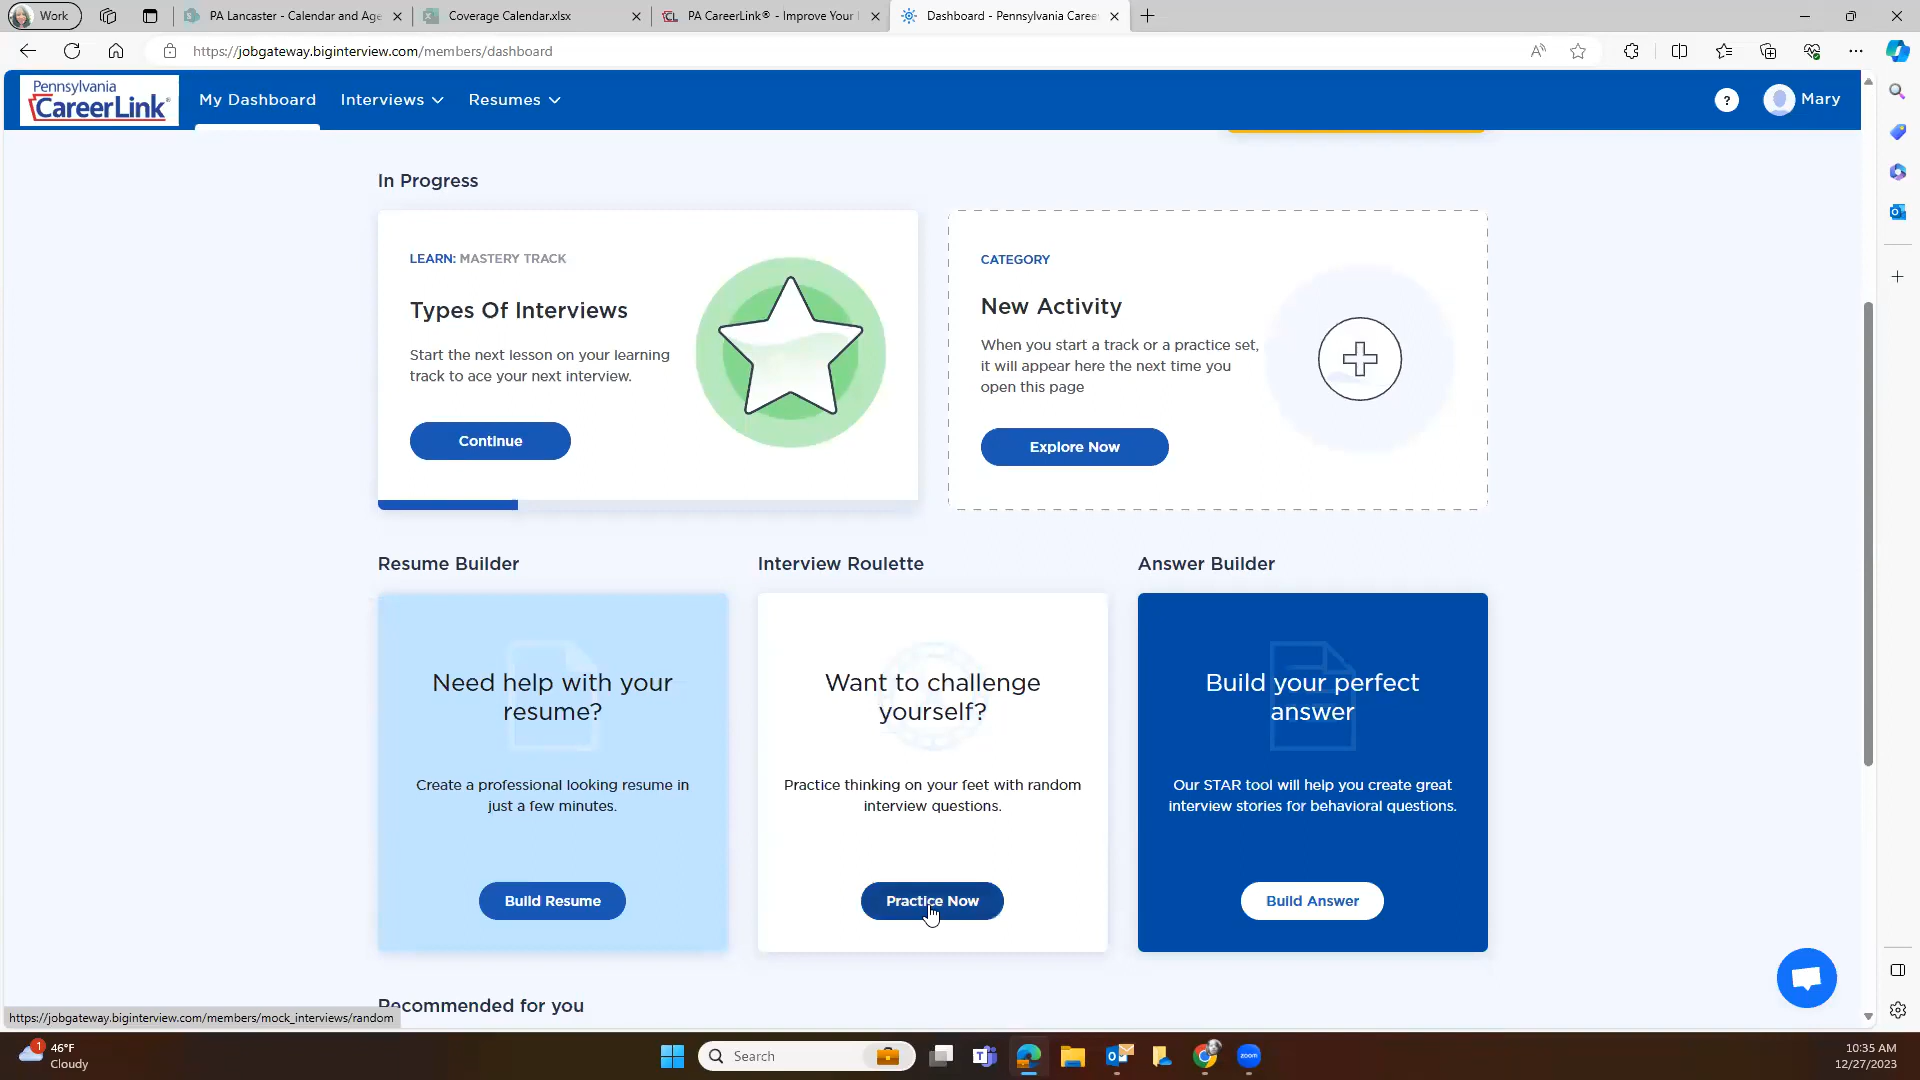 Work
PA Lancaster - Calendar and Age
Coverage Calendar.xlsx
PA CareerLink® - Improve Your
Dashboard - Pennsylvania Caree
https://jobgateway.biginterview.com/members/dashboard
Pennsylvania
CareerLink®
My Dashboard
Interviews
Resumes
?
Mary
In Progress
LEARN: MASTERY TRACK
Types Of Interviews
Start the next lesson on your learning
track to ace your next interview.
Continue
CATEGORY
New Activity
When you start a track or a practice set,
it will appear here the next time you
open this page
Explore Now
Resume Builder
Interview Roulette
Answer Builder
Need help with your
resume?
Create a professional looking resume in
just a few minutes.
Build Resume
Want to challenge
yourself?
Practice thinking on your feet with random
interview questions.
Practice Now
Build your perfect
answer
Our STAR tool will help you create great
interview stories for behavioral questions.
Build Answer
Recommended for you
https://jobgateway.biginterview.com/members/mock_interviews/random
1
46°F
Cloudy
Search
zoom
10:35 AM
12/27/2023